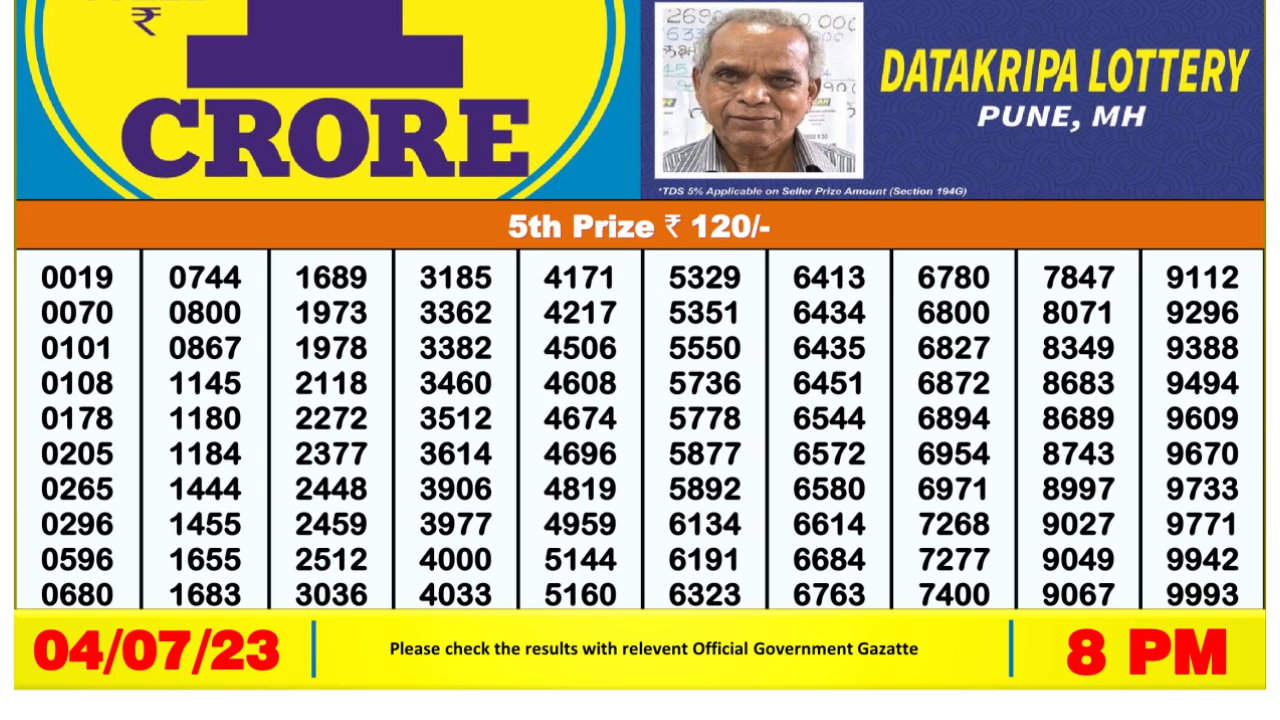 ₹
1
CRORE
DATAKRIPA LOTTERY
PUNE, MH
*TDS 5% Applicable on Seller Prize Amount (Section 194G)
5th Prize ₹ 120/-
0019 0744 1689 3185 4171 5329 6413 6780 7847 9112
0070 0800 1973 3362 4217 5351 6434 6800 8071 9296
0101 0867 1978 3382 4506 5550 6435 6827 8349 9388
0108 1145 2118 3460 4608 5736 6451 6872 8683 9494
0178 1180 2272 3512 4674 5778 6544 6894 8689 9609
0205 1184 2377 3614 4696 5877 6572 6954 8743 9670
0265 1444 2448 3906 4819 5892 6580 6971 8997 9733
0296 1455 2459 3977 4959 6134 6614 7268 9027 9771
0596 1655 2512 4000 5144 6191 6684 7277 9049 9942
0680 1683 3036 4033 5160 6323 6763 7400 9067 9993
04/07/23
Please check the results with relevent Official Government Gazatte
8 PM